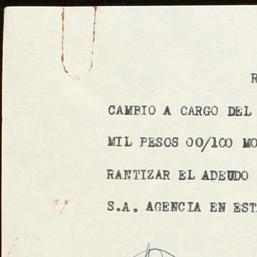 R
CAMBIO A CARGO DEL
MIL PESOS 00/100 MO
RANTIZAR EL ADEUDO
S.A. AGENCIA EN EST